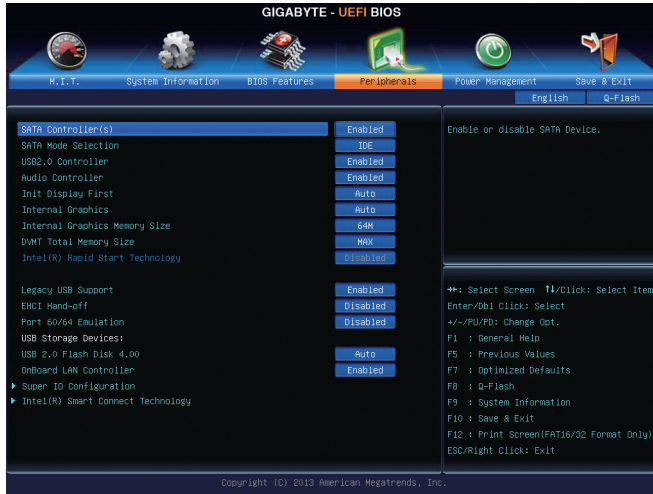 GIGABYTE - UEFI BIOS
M.I.T. System Information BIOS Features Peripherals Power Management Save & Exit
English Q-Flash
SATA Controller(s) Enabled
SATA Mode Selection IDE
USB2.0 Controller Enabled
Audio Controller Enabled
Init Display First Auto
Internal Graphics Auto
Internal Graphics Memory Size 64M
DVMT Total Memory Size MAX
Intel(R) Rapid Start Technology Disabled
Legacy USB Support Enabled
EHCI Hand-off Disabled
Port 60/64 Emulation Disabled
USB Storage Devices:
USB 2.0 Flash Disk 4.00 Auto
OnBoard LAN Controller Enabled
Super IO Configuration
Intel(R) Smart Connect Technology
Enable or disable SATA Device.
→←: Select Screen ↑↓/Click: Select Item
Enter/Dbl Click: Select
+/-/PU/PD: Change Opt.
F1 : General Help
F5 : Previous Values
F7 : Optimized Defaults
F8 : Q-Flash
F9 : System Information
F10 : Save & Exit
F12 : Print Screen(FAT16/32 Format Only)
ESC/Right Click: Exit
Copyright (C) 2013 American Megatrends, Inc.